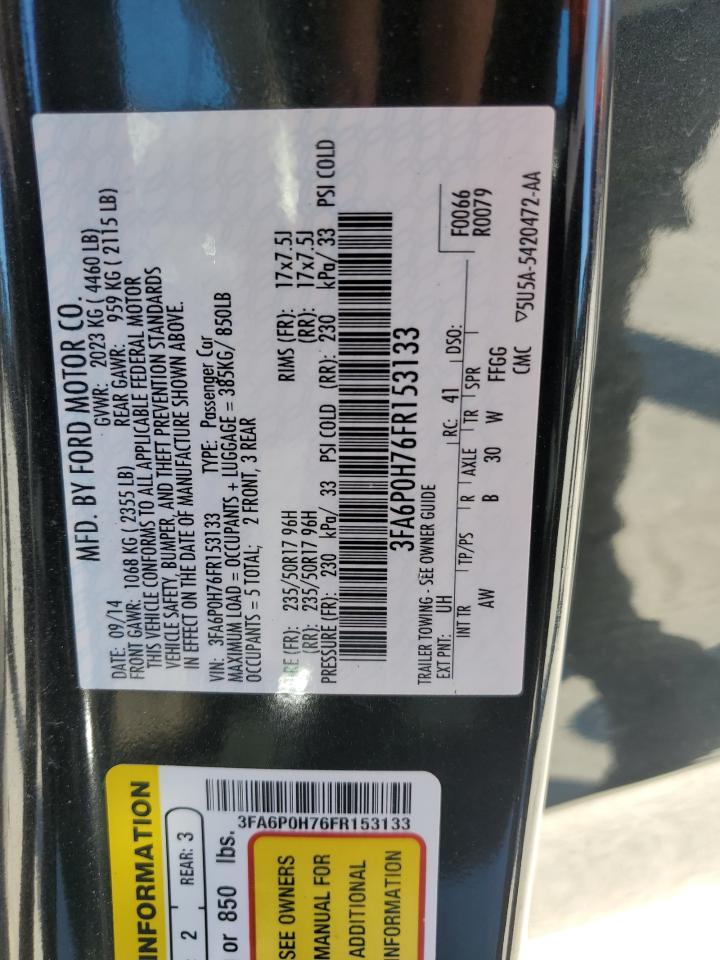 MFD. BY FORD MOTOR CO.
DATE: 09/14 GVWR: 2023 KG ( 4460 LB)
FRONT GAWR: 1068 KG ( 2355 LB) REAR GAWR: 959 KG ( 2115 LB)
THIS VEHICLE CONFORMS TO ALL APPLICABLE FEDERAL MOTOR
VEHICLE SAFETY, BUMPER, AND THEFT PREVENTION STANDARDS
IN EFFECT ON THE DATE OF MANUFACTURE SHOWN ABOVE.
VIN: 3FA6P0H76FR153133 TYPE: Passenger Car
MAXIMUM LOAD = OCCUPANTS + LUGGAGE = 385KG/ 850LB
OCCUPANTS = 5 TOTAL; 2 FRONT, 3 REAR
(FR): 235/50R17 96H RIMS (FR): 17x7.5J
(RR): 235/50R17 96H (RR): 17x7.5J
PRESSURE (FR): 230 kPa/ 33 PSI COLD (RR): 230 kPa/ 33 PSI COLD
3FA6P0H76FR153133
TRAILER TOWING - SEE OWNER GUIDE F0066
EXT PNT: UH RC: 41 DSO: R0079
INT TR TP/PS R AXLE TR SPR
AW B 30 W FFGG
CMC ▽5U5A-5420472-AA
INFORMATION
2 REAR: 3
or 850 lbs.
3FA6P0H76FR153133
SEE OWNERS
MANUAL FOR
ADDITIONAL
INFORMATION